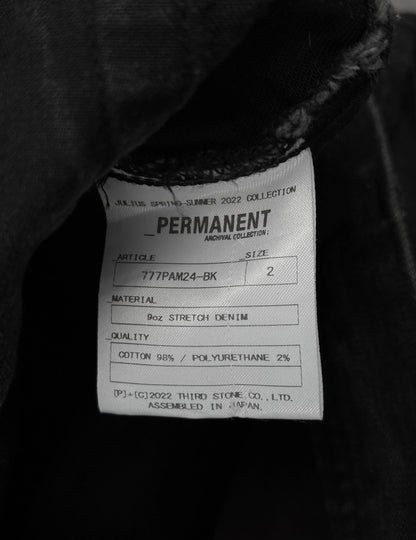 JULIUS SPRING-SUMMER 2022 COLLECTION
_PERMANENT
ARCHIVAL COLLECTION;
_ARTICLE _SIZE
777PAM24-BK 2
_MATERIAL
9oz STRETCH DENIM
_QUALITY
COTTON 98% / POLYURETHANE 2%
[P]+[C]2022 THIRD STONE.CO.,LTD.
ASSEMBLED IN JAPAN.